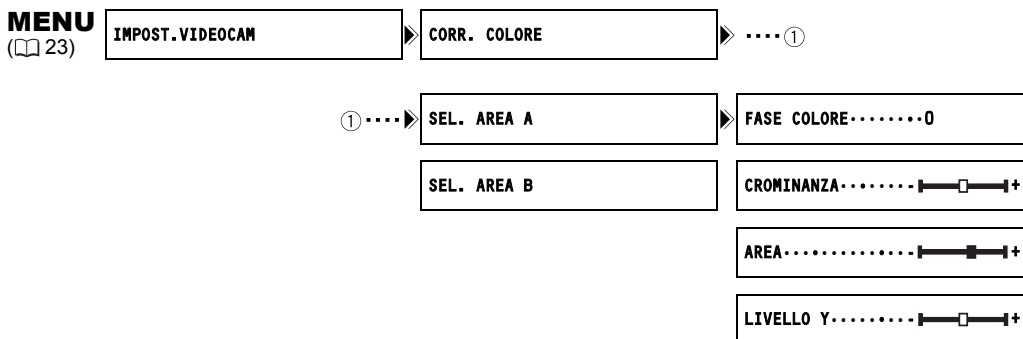 MENU
(23)
IMPOST.VIDEOCAM
CORR. COLORE
····①
①····
SEL. AREA A
FASE COLORE········0
SEL. AREA B
CROMINANZA········- +
AREA·············- +
LIVELLO Y·········- +